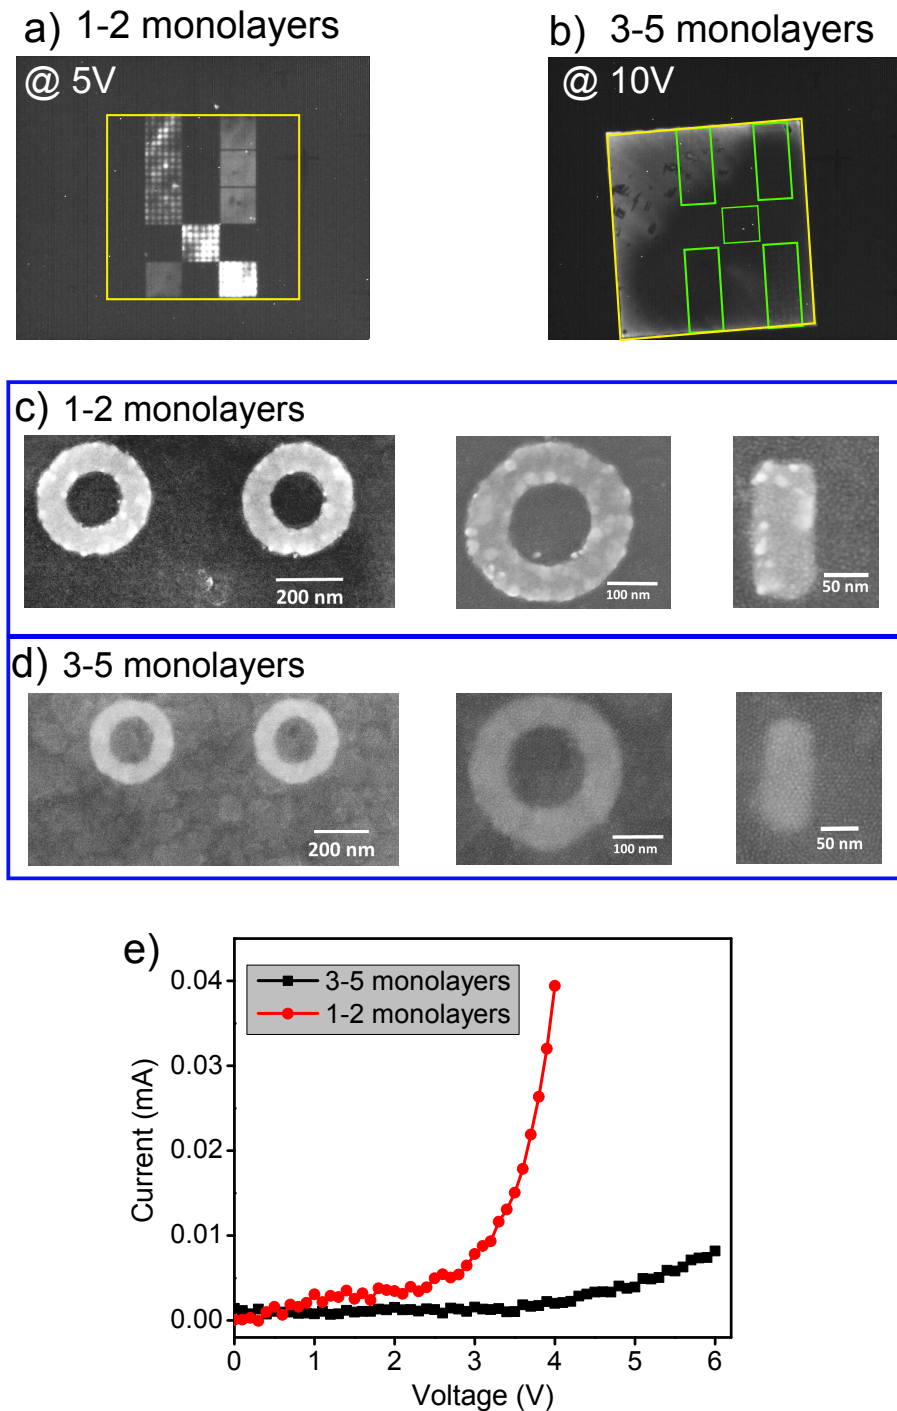 a) 1-2 monolayers
@ 5V
b) 3-5 monolayers
@ 10V
c) 1-2 monolayers
200 nm
100 nm
50 nm
d) 3-5 monolayers
200 nm
100 nm
50 nm
e)
3-5 monolayers
1-2 monolayers
0.04
0.03
0.02
0.01
0.00
Current (mA)
0 1 2 3 4 5 6
Voltage (V)